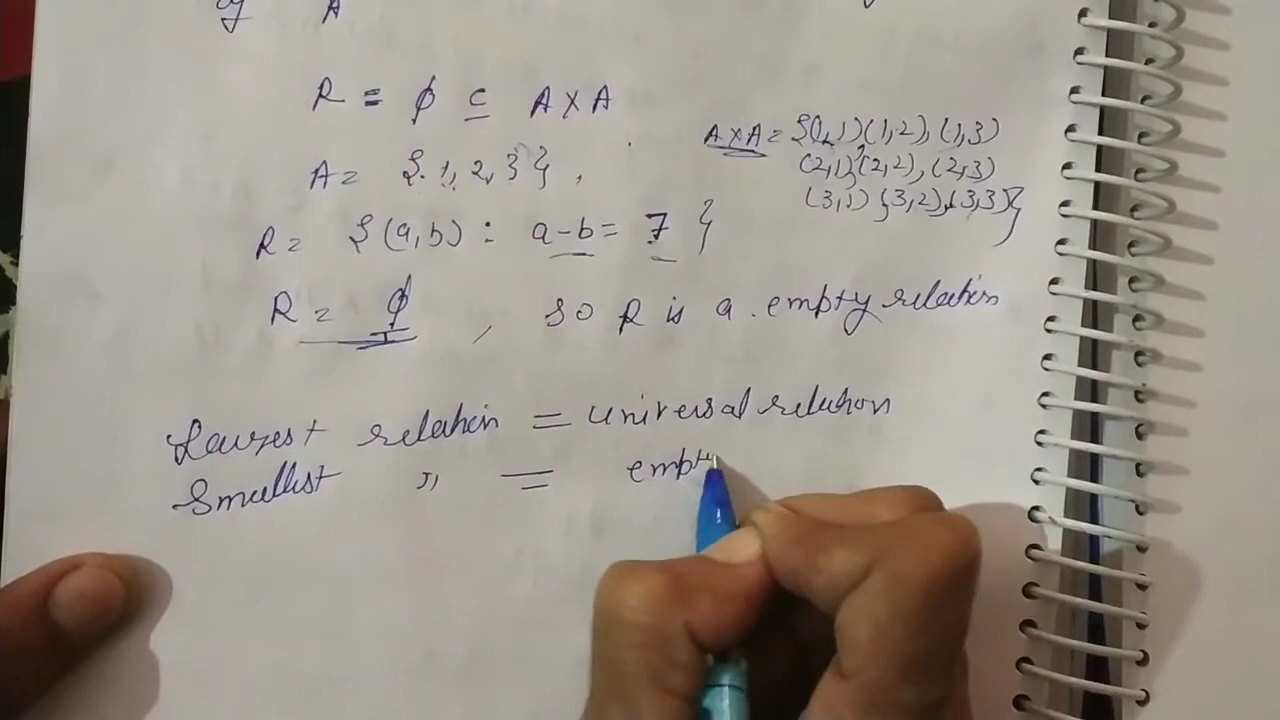 A
R = ϕ ⊆ A × A
A × A = {(1,1)(1,2),(1,3)
(2,1),(2,2),(2,3)
(3,1){3,2),(3,3)}
A = {1,2,3},
R = {(a,b) : a-b = 7}
R = ϕ , so R is a. empty relation
Largest relation = universal relation
Smallest " = empty